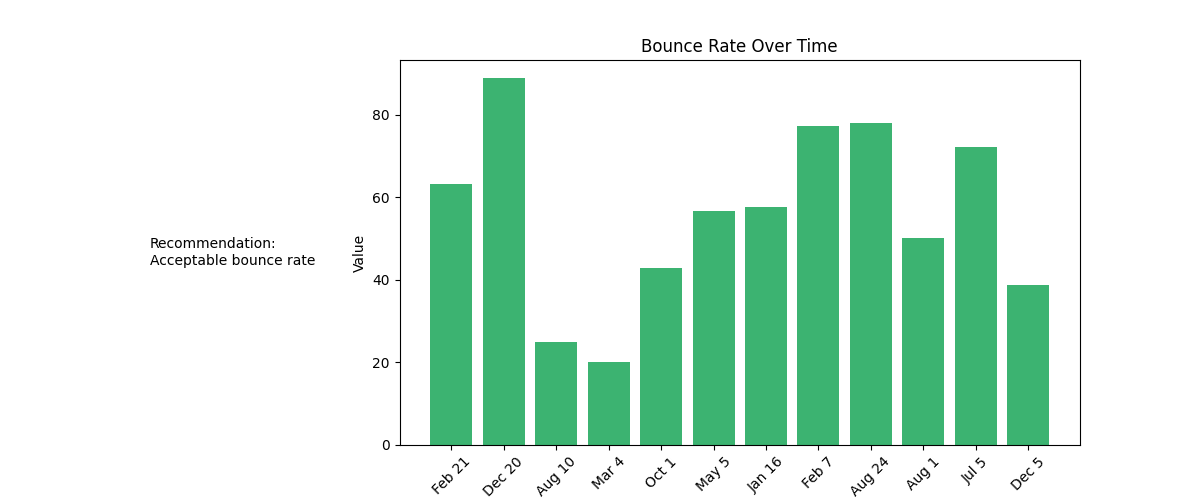 Bounce Rate Over Time
Recommendation:
Acceptable bounce rate
Value
80
60
40
20
0
Feb 21
Dec 20
Aug 10
Mar 4
Oct 1
May 5
Jan 16
Feb 7
Aug 24
Aug 1
Jul 5
Dec 5